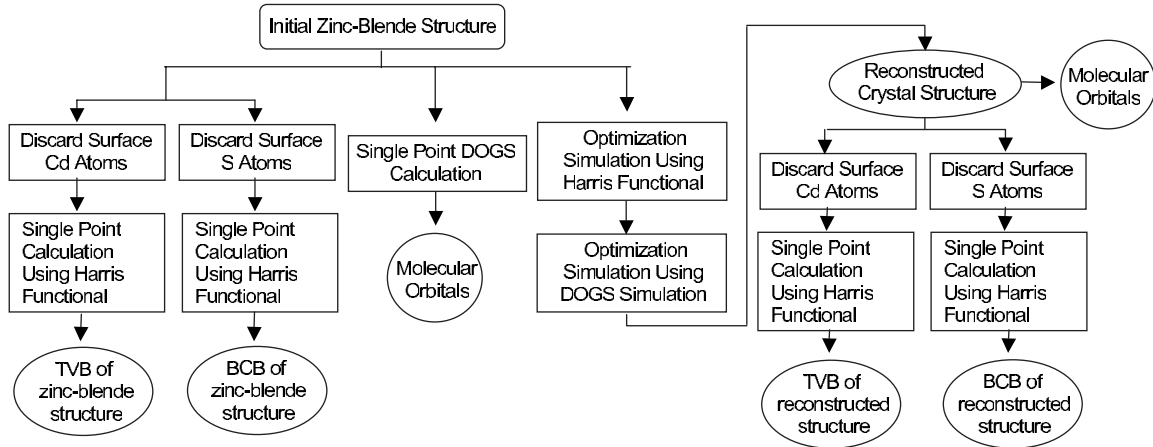 Initial Zinc-Blende Structure
Discard Surface
Cd Atoms
Discard Surface
S Atoms
Single Point DOGS
Calculation
Optimization
Simulation Using
Harris Functional
Single Point
Calculation
Using Harris
Functional
Single Point
Calculation
Using Harris
Functional
Molecular
Orbitals
Optimization
Simulation Using
DOGS Simulation
TVB of
zinc-blende
structure
BCB of
zinc-blende
structure
Reconstructed
Crystal Structure
Molecular
Orbitals
Discard Surface
Cd Atoms
Discard Surface
S Atoms
Single Point
Calculation
Using Harris
Functional
Single Point
Calculation
Using Harris
Functional
TVB of
reconstructed
structure
BCB of
reconstructed
structure